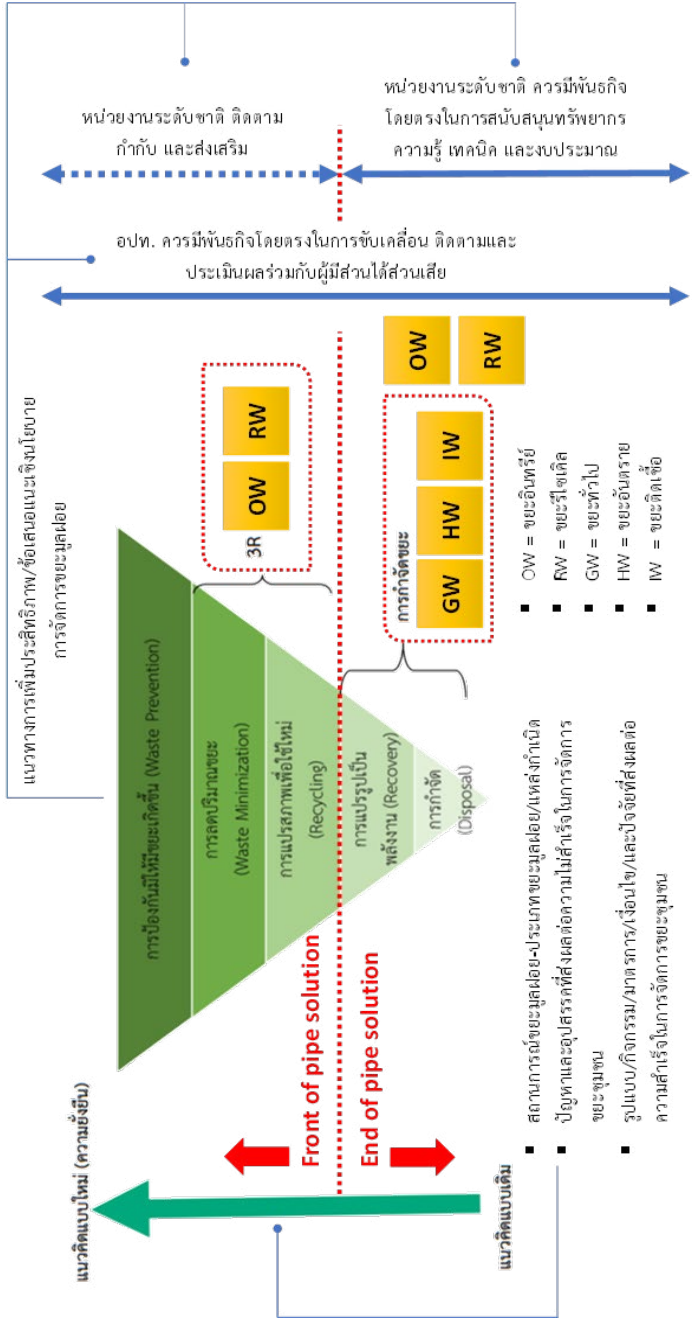 แนวทางการเพิ่มประสิทธิภาพ/ข้อเสนอแนะเชิงนโยบาย
การจัดการขยะมูลฝอย
แนวคิดแบบใหม่ (ความยั่งยืน)
แนวคิดแบบเดิม
Front of pipe solution
End of pipe solution
การป้องกันมิให้มีขยะเกิดขึ้น (Waste Prevention)
การลดปริมาณขยะ
(Waste Minimization)
การแปรสภาพเพื่อใช้ใหม่
(Recycling)
การแปรรูปเป็น
พลังงาน (Recovery)
การกำจัด
(Disposal)
3R
OW
RW
การกำจัดขยะ
GW
HW
IW
OW
RW
อปท. ควรมีพันธกิจโดยตรงในการขับเคลื่อน ติดตามและ
ประเมินผลร่วมกับผู้มีส่วนได้ส่วนเสีย
หน่วยงานระดับชาติ ติดตาม
กำกับ และส่งเสริม
หน่วยงานระดับชาติ ควรมีพันธกิจ
โดยตรงในการสนับสนุนทรัพยากร
ความรู้ เทคนิค และงบประมาณ
▪ สถานการณ์ขยะมูลฝอย-ประเภทขยะมูลฝอย/แหล่งกำเนิด
▪ ปัญหาและอุปสรรคที่ส่งผลต่อความไม่สำเร็จในการจัดการ
ขยะชุมชน
▪ รูปแบบ/กิจกรรม/มาตรการ/เงื่อนไข/และปัจจัยที่ส่งผลต่อ
ความสำเร็จในการจัดการขยะชุมชน
▪ OW = ขยะอินทรีย์
▪ RW = ขยะรีไซเคิล
▪ GW = ขยะทั่วไป
▪ HW = ขยะอันตราย
▪ IW = ขยะติดเชื้อ